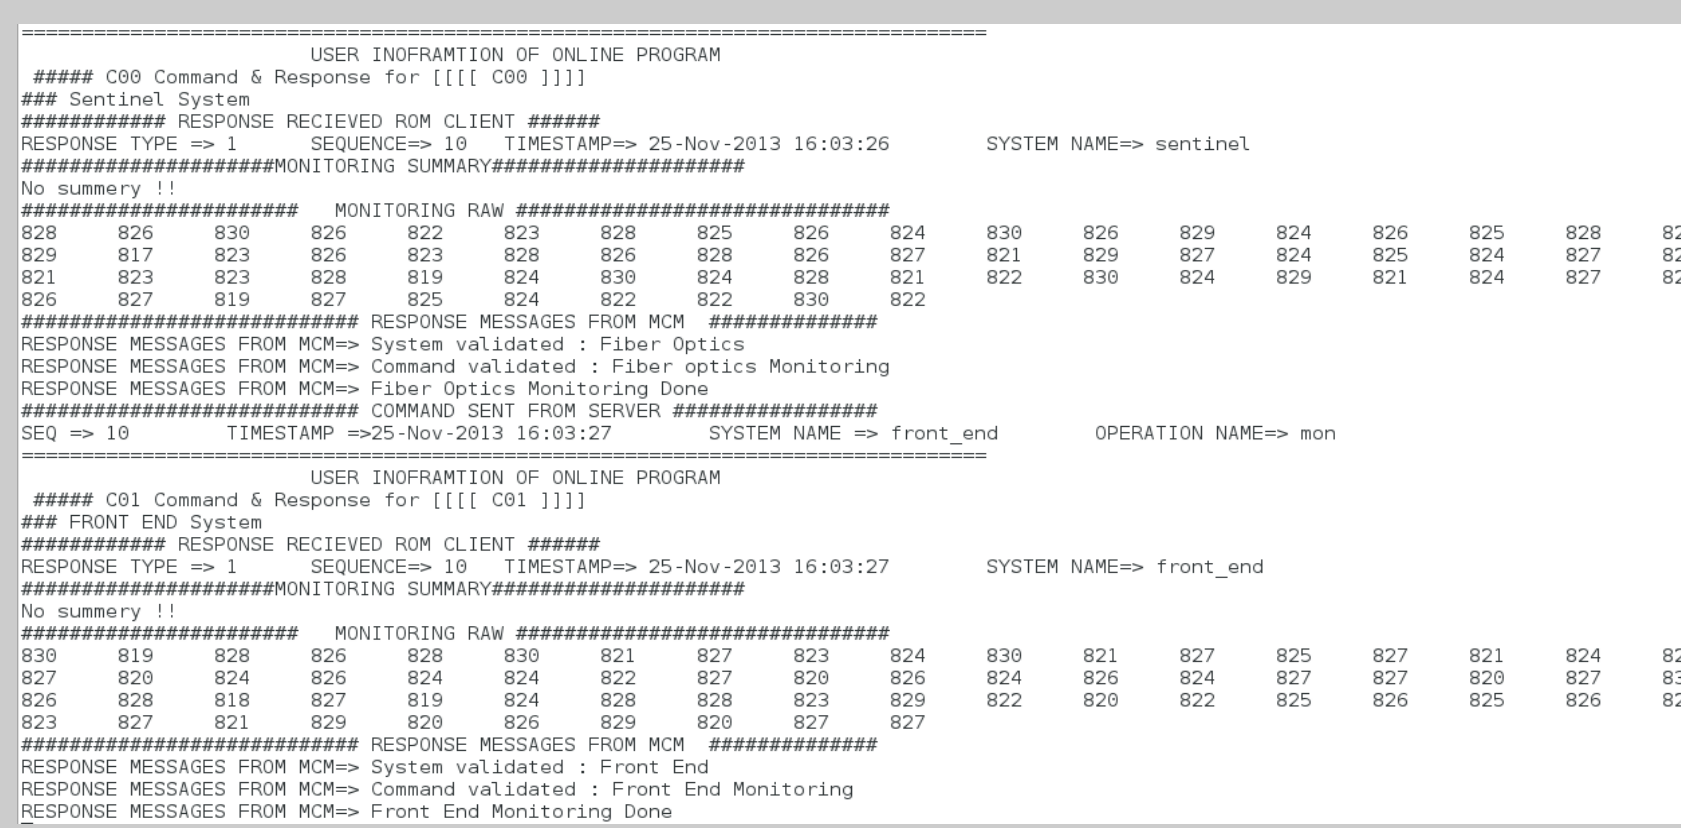 ================================================================================
USER INOFRAMTION OF ONLINE PROGRAM
##### C00 Command & Response for [[[[ C00 ]]]]
### Sentinel System
############ RESPONSE RECIEVED ROM CLIENT ######
RESPONSE TYPE => 1 SEQUENCE=> 10 TIMESTAMP=> 25-Nov-2013 16:03:26 SYSTEM NAME=> sentinel
#####################MONITORING SUMMARY#####################
No summery !!
####################### MONITORING RAW ###############################
828 826 830 826 822 823 828 825 826 824 830 826 829 824 826 825 828
829 817 823 826 823 828 826 828 826 827 821 829 827 824 825 824 827
821 823 823 828 819 824 830 824 828 821 822 830 824 829 821 824 827
826 827 819 827 825 824 822 822 830 822
############################ RESPONSE MESSAGES FROM MCM ##############
RESPONSE MESSAGES FROM MCM=> System validated : Fiber Optics
RESPONSE MESSAGES FROM MCM=> Command validated : Fiber optics Monitoring
RESPONSE MESSAGES FROM MCM=> Fiber Optics Monitoring Done
############################ COMMAND SENT FROM SERVER #################
SEQ => 10 TIMESTAMP =>25-Nov-2013 16:03:27 SYSTEM NAME => front_end OPERATION NAME=> mon
================================================================================
USER INOFRAMTION OF ONLINE PROGRAM
##### C01 Command & Response for [[[[ C01 ]]]]
### FRONT END System
############ RESPONSE RECIEVED ROM CLIENT ######
RESPONSE TYPE => 1 SEQUENCE=> 10 TIMESTAMP=> 25-Nov-2013 16:03:27 SYSTEM NAME=> front_end
#####################MONITORING SUMMARY#####################
No summery !!
####################### MONITORING RAW ###############################
830 819 828 826 828 830 821 827 823 824 830 821 827 825 827 821 824
827 820 824 826 824 824 822 827 820 826 824 826 824 827 827 820 827
826 828 818 827 819 824 828 828 823 829 822 820 822 825 826 825 826
823 827 821 829 820 826 829 820 827 827
############################ RESPONSE MESSAGES FROM MCM ##############
RESPONSE MESSAGES FROM MCM=> System validated : Front End
RESPONSE MESSAGES FROM MCM=> Command validated : Front End Monitoring
RESPONSE MESSAGES FROM MCM=> Front End Monitoring Done